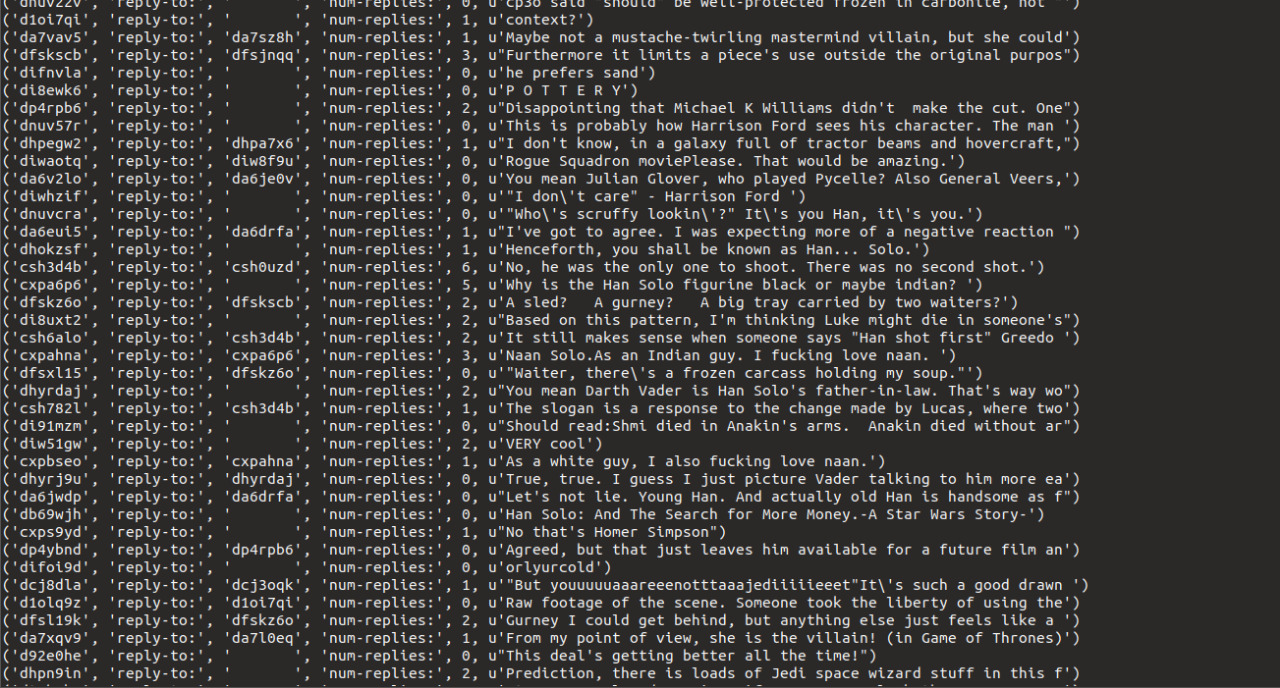 ('dnuv22v', 'reply-to:', '       ', 'num-replies:', 0, u'cp3o said "should" be well-protected frozen in carbonite, not "')
('d1oi7qi', 'reply-to:', '       ', 'num-replies:', 1, u'context?')
('da7vav5', 'reply-to:', 'da7sz8h', 'num-replies:', 1, u'Maybe not a mustache-twirling mastermind villain, but she could')
('dfskscb', 'reply-to:', 'dfsjnqq', 'num-replies:', 3, u"Furthermore it limits a piece's use outside the original purpos")
('difnvla', 'reply-to:', '       ', 'num-replies:', 0, u'he prefers sand')
('di8ewk6', 'reply-to:', '       ', 'num-replies:', 0, u'P O T T E R Y')
('dp4rpb6', 'reply-to:', '       ', 'num-replies:', 2, u"Disappointing that Michael K Williams didn't  make the cut. One")
('dnuv57r', 'reply-to:', '       ', 'num-replies:', 0, u'This is probably how Harrison Ford sees his character. The man ')
('dhpegw2', 'reply-to:', 'dhpa7x6', 'num-replies:', 1, u"I don't know, in a galaxy full of tractor beams and hovercraft,")
('diwaotq', 'reply-to:', 'diw8f9u', 'num-replies:', 0, u'Rogue Squadron moviePlease. That would be amazing.')
('da6v2lo', 'reply-to:', 'da6je0v', 'num-replies:', 0, u'You mean Julian Glover, who played Pycelle? Also General Veers,')
('diwhzif', 'reply-to:', '       ', 'num-replies:', 0, u'"I don\'t care" - Harrison Ford ')
('dnuvcra', 'reply-to:', '       ', 'num-replies:', 0, u'"Who\'s scruffy lookin\'?" It\'s you Han, it\'s you.')
('da6eui5', 'reply-to:', 'da6drfa', 'num-replies:', 1, u"I've got to agree. I was expecting more of a negative reaction ")
('dhokzsf', 'reply-to:', '       ', 'num-replies:', 1, u'Henceforth, you shall be known as Han... Solo.')
('csh3d4b', 'reply-to:', 'csh0uzd', 'num-replies:', 6, u'No, he was the only one to shoot. There was no second shot.')
('cxpa6p6', 'reply-to:', '       ', 'num-replies:', 5, u'Why is the Han Solo figurine black or maybe indian? ')
('dfskz6o', 'reply-to:', 'dfskscb', 'num-replies:', 2, u'A sled?   A gurney?   A big tray carried by two waiters?')
('di8uxt2', 'reply-to:', '       ', 'num-replies:', 2, u"Based on this pattern, I'm thinking Luke might die in someone's")
('csh6alo', 'reply-to:', 'csh3d4b', 'num-replies:', 2, u'It still makes sense when someone says "Han shot first" Greedo ')
('cxpahna', 'reply-to:', 'cxpa6p6', 'num-replies:', 3, u'Naan Solo.As an Indian guy. I fucking love naan. ')
('dfsxl15', 'reply-to:', 'dfskz6o', 'num-replies:', 0, u'"Waiter, there\'s a frozen carcass holding my soup."')
('dhyrdaj', 'reply-to:', '       ', 'num-replies:', 2, u"You mean Darth Vader is Han Solo's father-in-law. That's way wo")
('csh782l', 'reply-to:', 'csh3d4b', 'num-replies:', 1, u'The slogan is a response to the change made by Lucas, where two')
('di91mzm', 'reply-to:', '       ', 'num-replies:', 0, u"Should read:Shmi died in Anakin's arms.  Anakin died without ar")
('diw51gw', 'reply-to:', '       ', 'num-replies:', 2, u'VERY cool')
('cxpbseo', 'reply-to:', 'cxpahna', 'num-replies:', 1, u'As a white guy, I also fucking love naan.')
('dhyrj9u', 'reply-to:', 'dhyrdaj', 'num-replies:', 0, u'True, true. I guess I just picture Vader talking to him more ea')
('da6jwdp', 'reply-to:', 'da6drfa', 'num-replies:', 0, u"Let's not lie. Young Han. And actually old Han is handsome as f")
('db69wjh', 'reply-to:', '       ', 'num-replies:', 0, u'Han Solo: And The Search for More Money.-A Star Wars Story-')
('cxps9yd', 'reply-to:', '       ', 'num-replies:', 1, u"No that's Homer Simpson")
('dp4ybnd', 'reply-to:', 'dp4rpb6', 'num-replies:', 0, u'Agreed, but that just leaves him available for a future film an')
('difoi9d', 'reply-to:', '       ', 'num-replies:', 0, u'orlyurcold')
('dcj8dla', 'reply-to:', 'dcj3oqk', 'num-replies:', 1, u'"But youuuuuaaareeenotttaaajediiiiieeet"It\'s such a good drawn ')
('d1olq9z', 'reply-to:', 'd1oi7qi', 'num-replies:', 0, u'Raw footage of the scene. Someone took the liberty of using the')
('dfsl19k', 'reply-to:', 'dfskz6o', 'num-replies:', 2, u'Gurney I could get behind, but anything else just feels like a ')
('da7xqv9', 'reply-to:', 'da7l0eq', 'num-replies:', 1, u'From my point of view, she is the villain! (in Game of Thrones)')
('d92e0he', 'reply-to:', '       ', 'num-replies:', 0, u"This deal's getting better all the time!")
('dhpn9in', 'reply-to:', '       ', 'num-replies:', 2, u'Prediction, there is loads of Jedi space wizard stuff in this f')